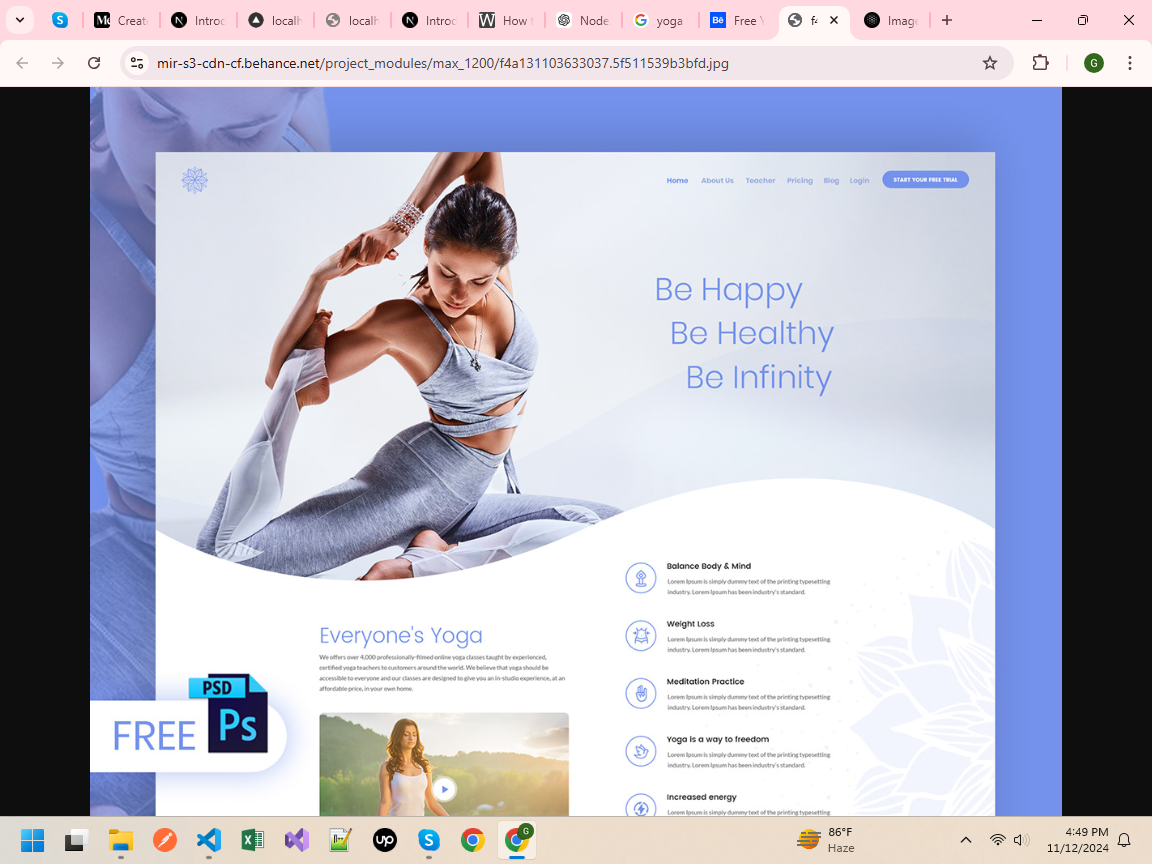 Create
Introc
localh
localh
Introc
How t
Node.
yoga
Bē
Free Y
f4
Image
mir-s3-cdn-cf.behance.net/project_modules/max_1200/f4a131103633037.5f511539b3bfd.jpg
G
Home
About Us
Teacher
Pricing
Blog
Login
START YOUR FREE TRIAL
Be Happy
Be Healthy
Be Infinity
Balance Body & Mind
Lorem Ipsum is simply dummy text of the printing typesetting
industry. Lorem Ipsum has been industry's standard.
Weight Loss
Lorem Ipsum is simply dummy text of the printing typesetting
industry. Lorem Ipsum has been industry's standard.
Meditation Practice
Lorem Ipsum is simply dummy text of the printing typesetting
industry. Lorem Ipsum has been industry's standard.
Yoga is a way to freedom
Lorem Ipsum is simply dummy text of the printing typesetting
industry. Lorem Ipsum has been industry's standard.
Increased energy
Lorem Ipsum is simply dummy text of the printing typesetting
Everyone's Yoga
We offers over 4,000 professionally-filmed online yoga classes taught by experienced,
certified yoga teachers to customers around the world. We believe that yoga should be
accessible to everyone and our classes are designed to give you an in-studio experience, at an
affordable price, in your own home.
PSD
Ps
FREE
up
G
86°F
Haze
4:49 PM
11/12/2024